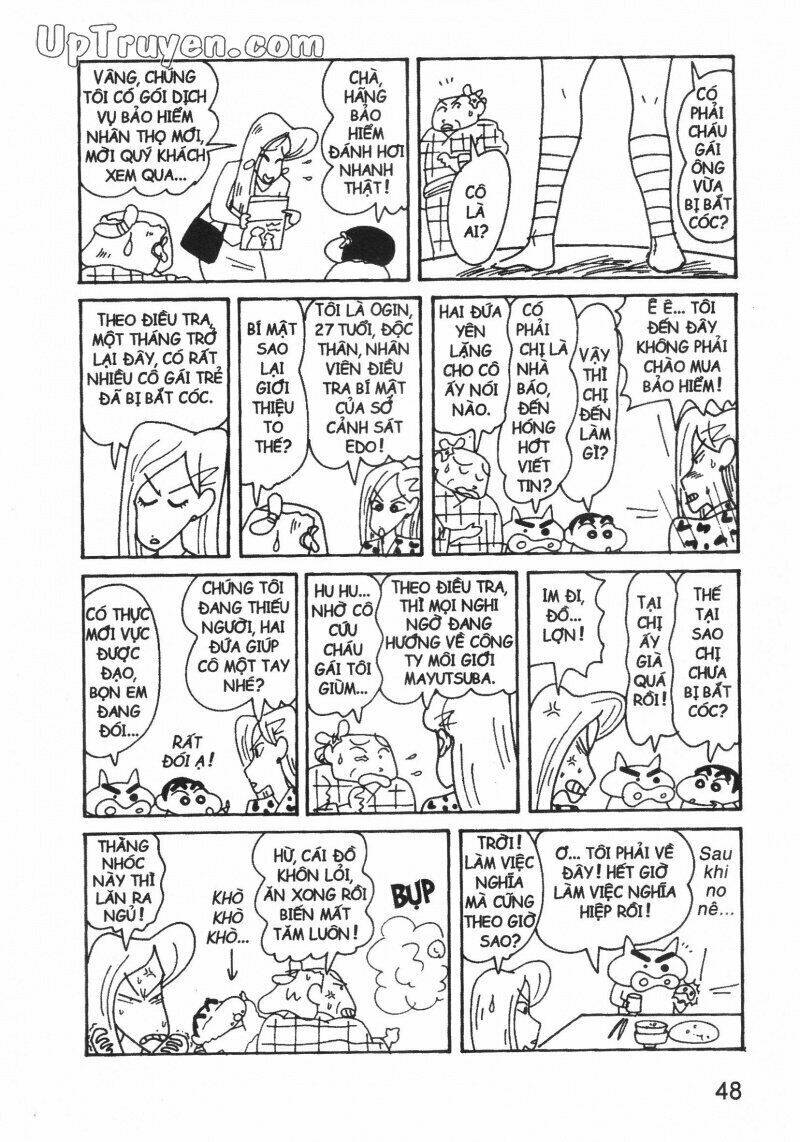 UpTruyen.com
CÓ
PHẢI
CHÁU
GÁI
ÔNG
VỪA
BỊ BẮT
CÓC?
CÔ
LÀ
AI?
CHÀ,
HÃNG
BẢO
HIỂM
ĐÁNH HƠI
NHANH
THẬT!
VÂNG, CHÚNG
TÔI CÓ GÓI DỊCH
VỤ BẢO HIỂM
NHÂN THỌ MỚI,
MỜI QUÝ KHÁCH
XEM QUA...
Ê Ê... TÔI
ĐẾN ĐÂY
KHÔNG PHẢI
CHÀO MUA
BẢO HIỂM!
VẬY
THÌ CHỊ
ĐẾN
LÀM
GÌ?
CÓ
PHẢI
CHỊ LÀ
NHÀ
BÁO,
ĐẾN
HÓNG
HỚT
VIẾT
TIN?
HAI ĐỨA
YÊN
LẶNG
CHO CÔ
ẤY NÓI
NÀO.
TÔI LÀ OGIN,
27 TUỔI, ĐỘC
THÂN, NHÂN
VIÊN ĐIỀU
TRA BÍ MẬT
CỦA SỞ
CẢNH SÁT
EDO!
BÍ MẬT
SAO
LẠI
GIỚI
THIỆU
TO
THẾ?
THEO ĐIỀU TRA,
MỘT THÁNG TRỞ
LẠI ĐÂY, CÓ RẤT
NHIỀU CÔ GÁI TRẺ
ĐÃ BỊ BẮT CÓC.
THẾ
TẠI
SAO
CHỊ
CHƯA
BỊ BẮT
CÓC?
TẠI
CHỊ
ẤY
GIÀ
QUÁ
RỒI!
IM ĐI,
ĐỒ...
LỢN!
THEO ĐIỀU TRA,
THÌ MỌI NGHI
NGỜ ĐANG
HƯỚNG VỀ CÔNG
TY MÔI GIỚI
MAYUTSUBA.
HU HU...
NHỜ CÔ
CỨU
CHÁU
GÁI TÔI
GIÙM...
CHÚNG TÔI
ĐANG THIẾU
NGƯỜI, HAI
ĐỨA GIÚP
CÔ MỘT TAY
NHÉ?
CÓ THỰC
MỚI VỰC
ĐƯỢC
ĐẠO,
BỌN EM
ĐANG
ĐÓI...
RẤT
ĐÓI Ạ!
Sau
khi
no
nê...
Ơ... TÔI PHẢI VỀ
ĐÂY! HẾT GIỜ
LÀM VIỆC NGHĨA
HIỆP RỒI!
TRỜI!
LÀM VIỆC
NGHĨA
MÀ CŨNG
THEO GIỜ
SAO?
BỤP
HỪ, CÁI ĐỒ
KHÔN LỎI,
ĂN XONG RỒI
BIẾN MẤT
TĂM LUÔN!
KHÒ
KHÒ
KHÒ...
THẰNG
NHÓC
NÀY THÌ
LĂN RA
NGỦ!
48